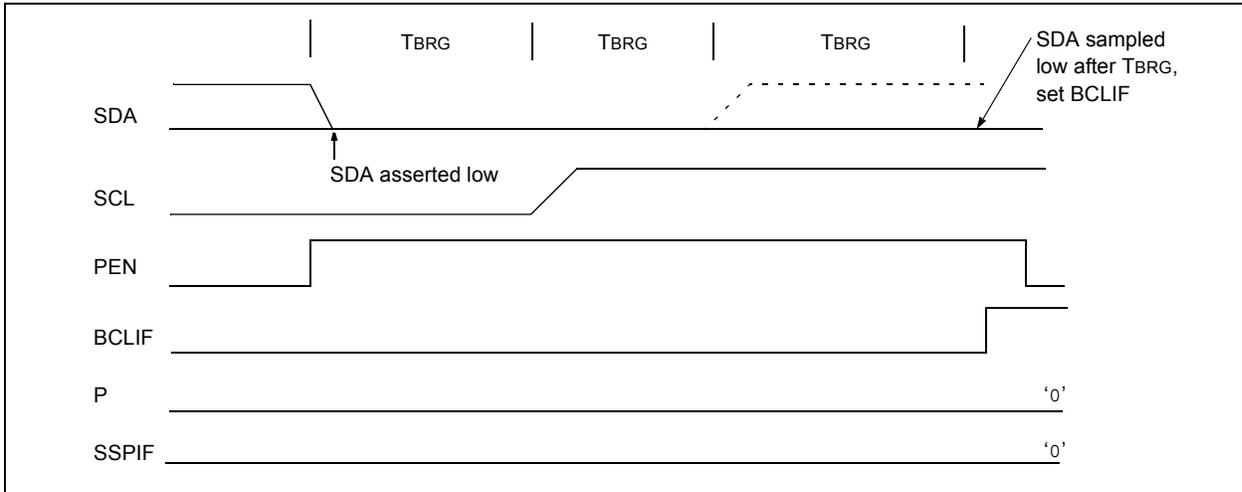 TBRG TBRG TBRG
SDA sampled
low after TBRG,
set BCLIF
SDA
SDA asserted low
SCL
PEN
BCLIF
P
‘0’
SSPIF
‘0’